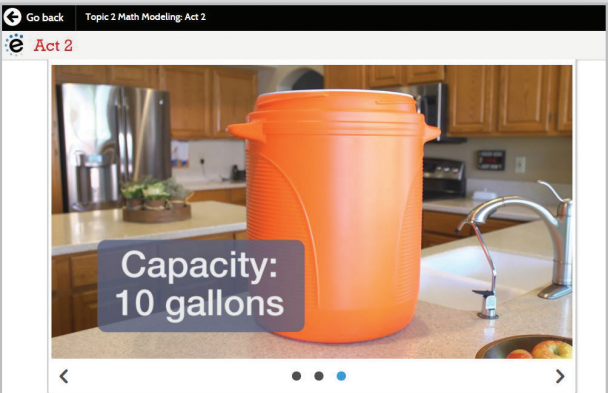 Go back
Topic 2 Math Modeling: Act 2
e Act 2
Capacity:
10 gallons